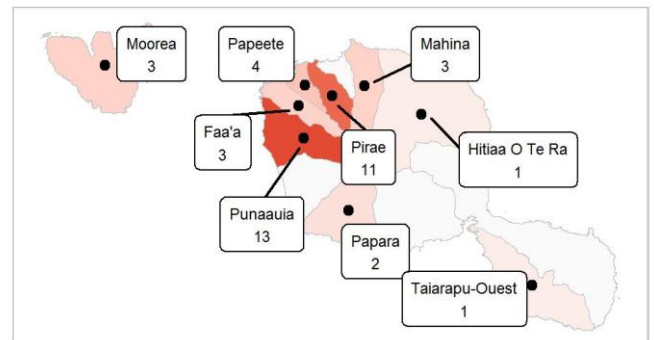 Moorea
3
Papeete
4
Mahina
3
Faa'a
3
Pirae
11
Hitiaa O Te Ra
1
Punaauia
13
Papara
2
Taiarapu-Ouest
1